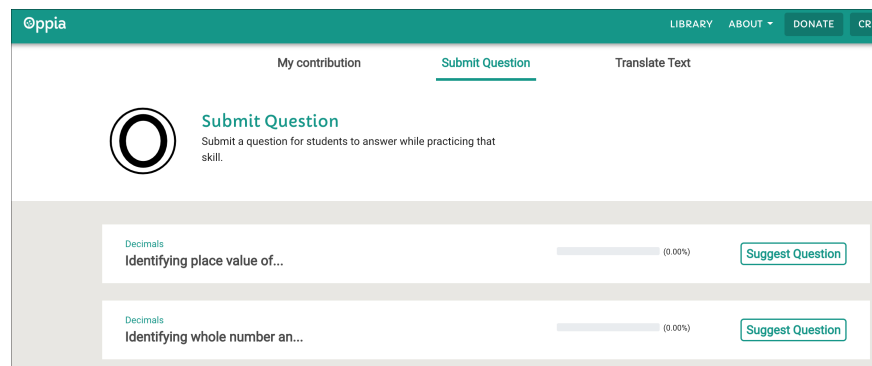 Oppia
LIBRARY ABOUT DONATE CR
My contribution Submit Question Translate Text
Submit Question
Submit a question for students to answer while practicing that
skill.
Decimals
Identifying place value of...
(0.00%)
Suggest Question
Decimals
Identifying whole number an...
(0.00%)
Suggest Question